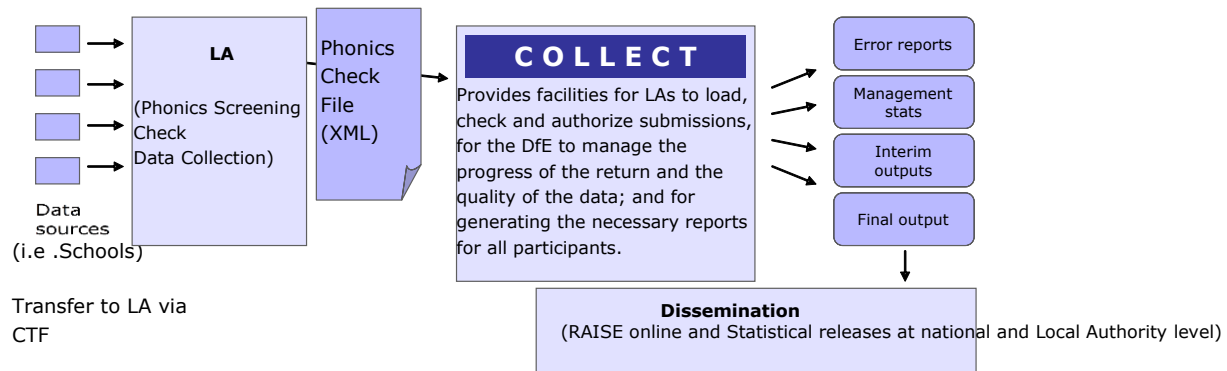 LA
(Phonics Screening
Check
Data Collection)
Data
sources
(i.e .Schools)
Transfer to LA via
CTF
Phonics
Check
File
(XML)
COLLECT
Provides facilities for LAs to load,
check and authorize submissions,
for the DfE to manage the
progress of the return and the
quality of the data; and for
generating the necessary reports
for all participants.
Error reports
Management
stats
Interim
outputs
Final output
Dissemination
(RAISE online and Statistical releases at national and Local Authority level)